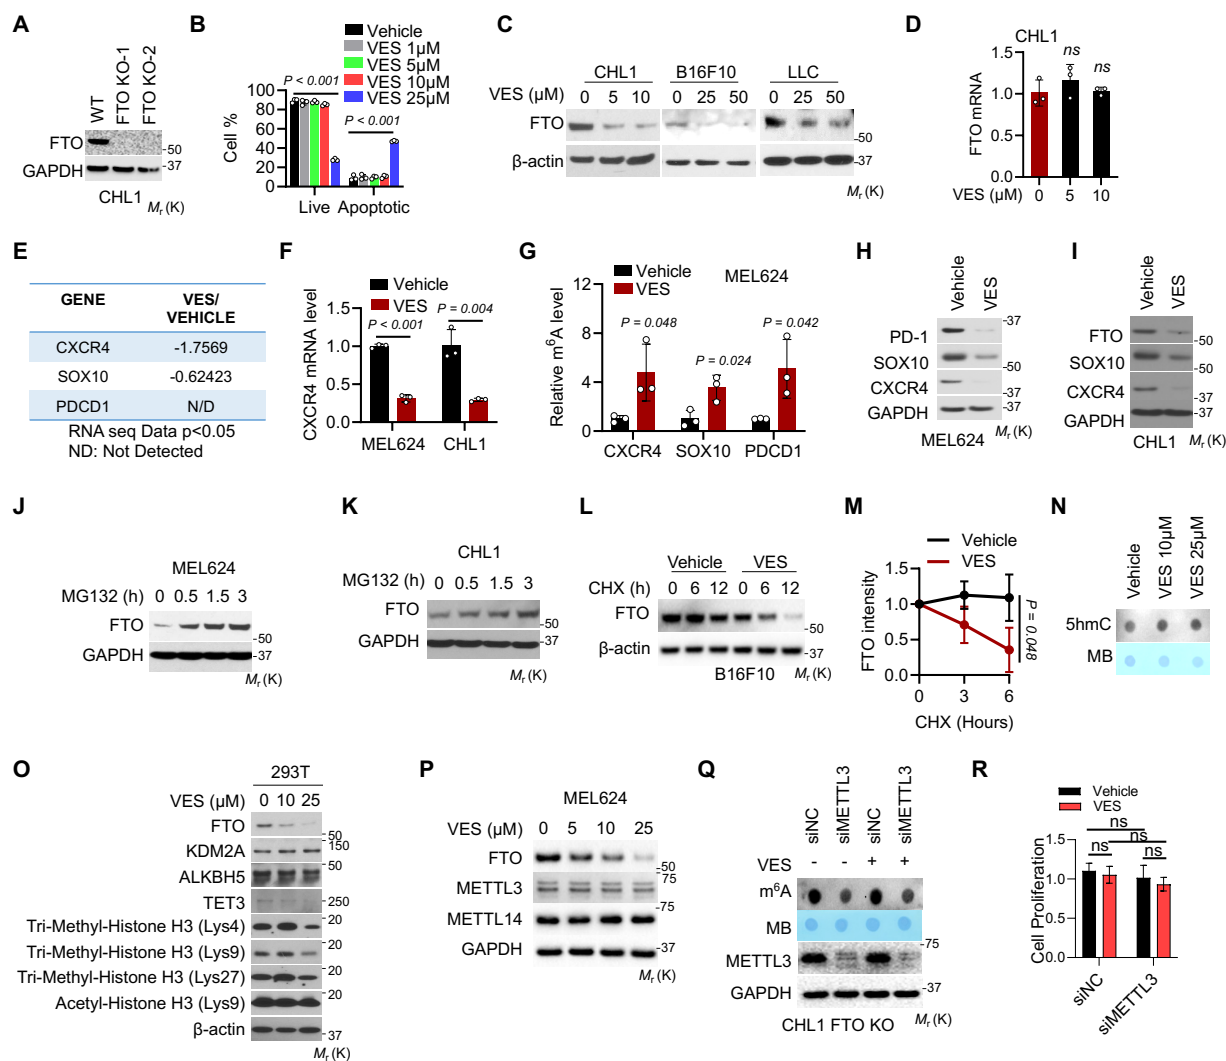 A
WT
FTO KO-1
FTO KO-2
FTO
-50
GAPDH
-37
CHL1
Mr (K)
B
Vehicle
VES 1µM
VES 5µM
VES 10µM
VES 25µM
P < 0.001
P < 0.001
Cell %
100
80
60
40
20
0
Live Apoptotic
C
CHL1 B16F10 LLC
VES (µM) 0 5 10 0 25 50 0 25 50
FTO
-50
β-actin
-37
Mr (K)
D
CHL1
ns
ns
FTO mRNA
1.5
1.0
0.5
0.0
VES (µM) 0 5 10
E
GENE VES/
VEHICLE
CXCR4 -1.7569
SOX10 -0.62423
PDCD1 N/D
RNA seq Data p<0.05
ND: Not Detected
F
Vehicle
VES
P = 0.004
P < 0.001
CXCR4 mRNA level
1.5
1.0
0.5
0.0
MEL624 CHL1
G
Vehicle
VES
MEL624
Relative m6A level
12
8
4
0
P = 0.048
P = 0.024
P = 0.042
CXCR4 SOX10 PDCD1
H
Vehicle
VES
PD-1
-37
SOX10
-50
CXCR4
-37
GAPDH
-37
MEL624
Mr (K)
I
Vehicle
VES
FTO
-50
SOX10
-50
CXCR4
-37
GAPDH
-37
CHL1
Mr (K)
J
MEL624
MG132 (h) 0 0.5 1.5 3
FTO
-50
GAPDH
-37
Mr (K)
K
CHL1
MG132 (h) 0 0.5 1.5 3
FTO
-50
GAPDH
-37
Mr (K)
L
Vehicle VES
CHX (h) 0 6 12 0 6 12
FTO
-50
β-actin
-37
B16F10
Mr (K)
M
Vehicle
VES
FTO intensity
1.5
1.0
0.5
0.0
P = 0.048
0 3 6
CHX (Hours)
N
Vehicle
VES 10µM
VES 25µM
5hmC
MB
O
293T
VES (µM) 0 10 25
FTO
50
KDM2A
150
ALKBH5
50
TET3
250
Tri-Methyl-Histone H3 (Lys4)
20
Tri-Methyl-Histone H3 (Lys9)
20
Tri-Methyl-Histone H3 (Lys27)
20
Acetyl-Histone H3 (Lys9)
20
β-actin
37
Mr (K)
P
MEL624
VES (µM) 0 5 10 25
FTO
-50
METTL3
-75
METTL14
-75
GAPDH
-37
Mr (K)
Q
siNC
siMETTL3
siNC
siMETTL3
VES - - + +
m6A
MB
METTL3
-75
GAPDH
-37
CHL1 FTO KO
Mr (K)
R
Vehicle
VES
ns
ns
ns
ns
Cell Proliferation
1.5
1.0
0.5
0.0
siNC
siMETTL3